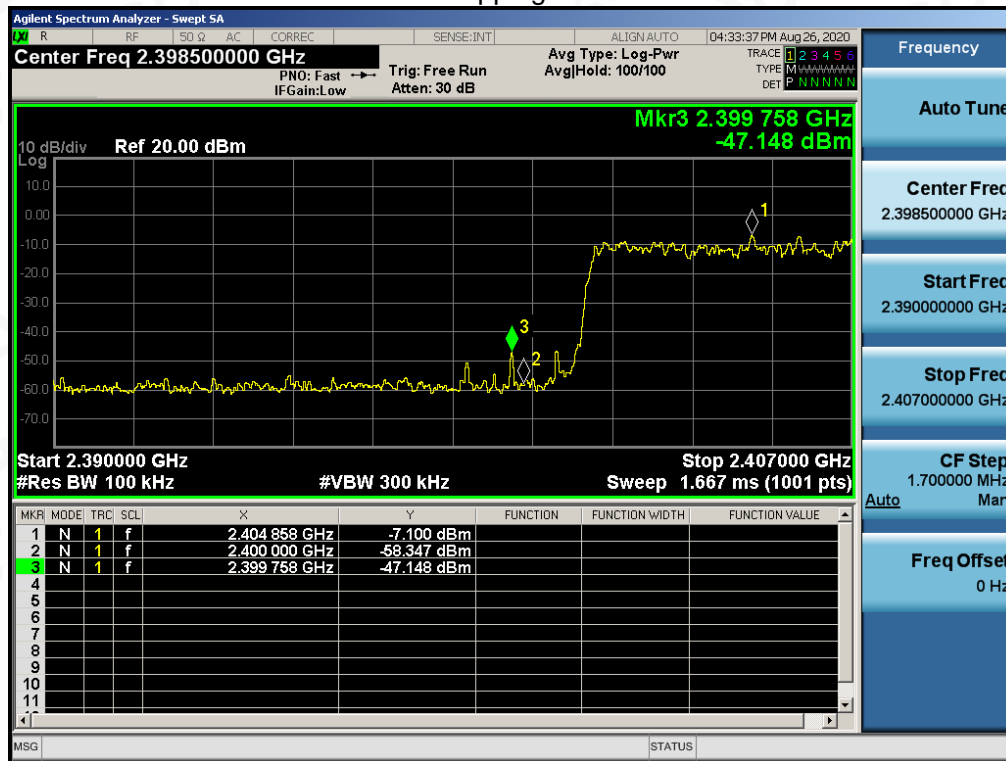 pping
Agilent Spectrum Analyzer - Swept SA
LXI R RF 50 Ω AC CORREC SENSE:INT ALIGN AUTO 04:33:37 PM Aug 26, 2020
Center Freq 2.398500000 GHz
PNO: Fast
IFGain:Low
Trig: Free Run
Atten: 30 dB
Avg Type: Log-Pwr
Avg|Hold: 100/100
TRACE 1 2 3 4 5 6
TYPE M
DET P N N N N N
Mkr3 2.399 758 GHz
-47.148 dBm
10 dB/div Ref 20.00 dBm
Log
10.0
0.00
-10.0
-20.0
-30.0
-40.0
-50.0
-60.0
-70.0
1
3
2
Start 2.390000 GHz Stop 2.407000 GHz
#Res BW 100 kHz #VBW 300 kHz Sweep 1.667 ms (1001 pts)
MKR MODE TRC SCL X Y FUNCTION FUNCTION WIDTH FUNCTION VALUE
1 N 1 f 2.404 858 GHz -7.100 dBm
2 N 1 f 2.400 000 GHz -58.347 dBm
3 N 1 f 2.399 758 GHz -47.148 dBm
4
5
6
7
8
9
10
11
MSG STATUS
Frequency
Auto Tune
Center Freq
2.398500000 GHz
Start Freq
2.390000000 GHz
Stop Freq
2.407000000 GHz
CF Step
1.700000 MHz
Auto Man
Freq Offset
0 Hz